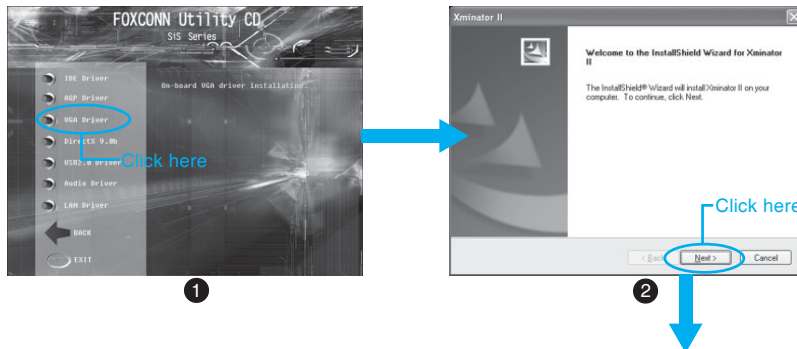 FOXCONN Utility CD
SiS Series
IDE Driver
AGP Driver
VGA Driver
DirectX 9.0b
USB2.0 Driver
Audio Driver
LAN Driver
BACK
EXIT
On-board VGA driver installation.
Click here
1
Xminator II
Welcome to the InstallShield Wizard for Xminator
II
The InstallShield® Wizard will install Xminator II on your
computer. To continue, click Next.
Click here
< Back
Next >
Cancel
2